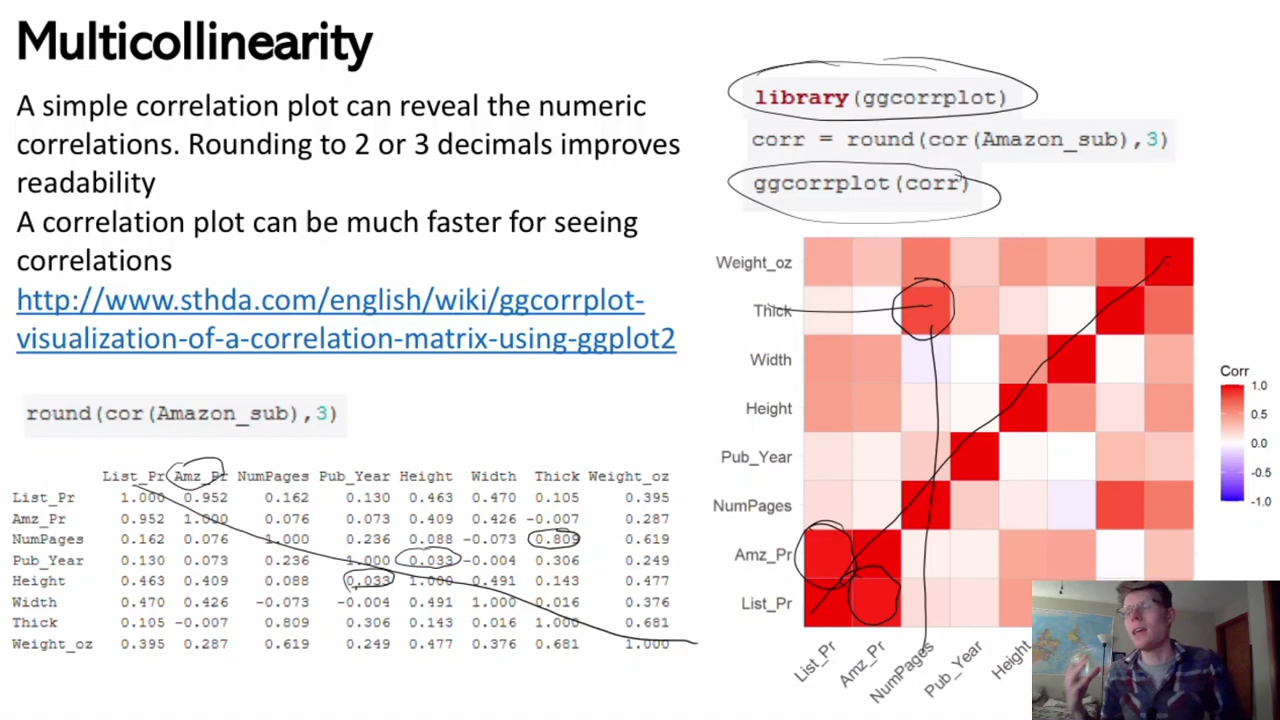 Multicollinearity
A simple correlation plot can reveal the numeric
correlations. Rounding to 2 or 3 decimals improves
readability
A correlation plot can be much faster for seeing
correlations
http://www.sthda.com/english/wiki/ggcorrplot-
visualization-of-a-correlation-matrix-using-ggplot2
round(cor(Amazon_sub),3)
List_Pr Amz_Pr NumPages Pub_Year Height Width Thick Weight_oz
List_Pr 1.000 0.952 0.162 0.130 0.463 0.470 0.105 0.395
Amz_Pr 0.952 1.000 0.076 0.073 0.409 0.426 -0.007 0.287
NumPages 0.162 0.076 1.000 0.236 0.088 -0.073 0.809 0.619
Pub_Year 0.130 0.073 0.236 1.000 0.033 -0.004 0.306 0.249
Height 0.463 0.409 0.088 0.033 1.000 0.491 0.143 0.477
Width 0.470 0.426 -0.073 -0.004 0.491 1.000 0.016 0.376
Thick 0.105 -0.007 0.809 0.306 0.143 0.016 1.000 0.681
Weight_oz 0.395 0.287 0.619 0.249 0.477 0.376 0.681 1.000
library(ggcorrplot)
corr = round(cor(Amazon_sub),3)
ggcorrplot(corr)
Weight_oz
Thick
Width
Height
Pub_Year
NumPages
Amz_Pr
List_Pr
List_Pr
Amz_Pr
NumPages
Pub_Year
Height
Corr
1.0
0.5
0.0
-0.5
-1.0